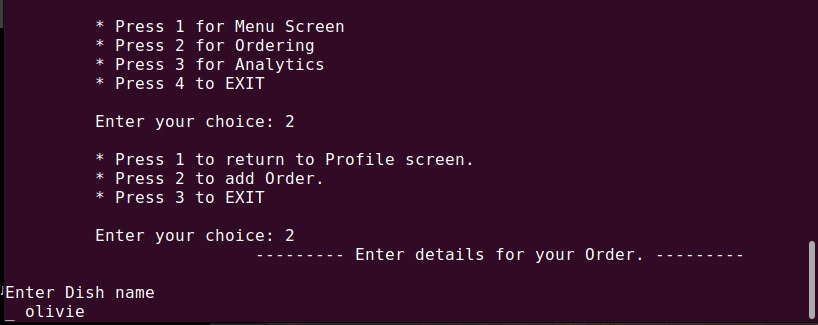 * Press 1 for Menu Screen
* Press 2 for Ordering
* Press 3 for Analytics
* Press 4 to EXIT
Enter your choice: 2
* Press 1 to return to Profile screen.
* Press 2 to add Order.
* Press 3 to EXIT
Enter your choice: 2
--------- Enter details for your Order. ---------
Enter Dish name
_ olivie